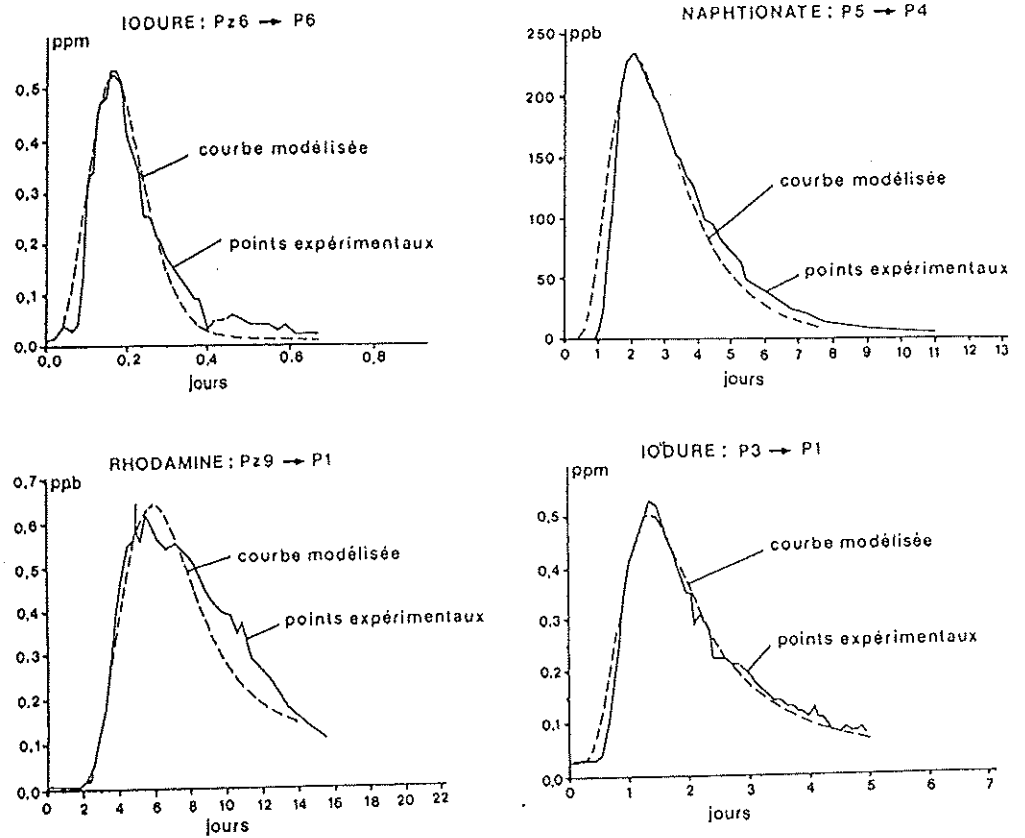 IODURE : Pz6 → P6
ppm
0,5
0,4
0,3
0,2
0,1
0,0
0,0 0,2 0,4 0,6 0,8
jours
courbe modélisée
points expérimentaux
NAPHTIONATE : P5 → P4
ppb
250
200
150
100
50
0
0 1 2 3 4 5 6 7 8 9 10 11 12 13
jours
courbe modélisée
points expérimentaux
RHODAMINE : Pz9 → P1
0,7
ppb
0,6
0,5
0,4
0,3
0,2
0,1
0,0
0 2 4 6 8 10 12 14 16 18 20 22
jours
courbe modélisée
points expérimentaux
IODURE : P3 → P1
ppm
0,5
0,4
0,3
0,2
0,1
0,0
0 1 2 3 4 5 6 7
jours
courbe modélisée
points expérimentaux